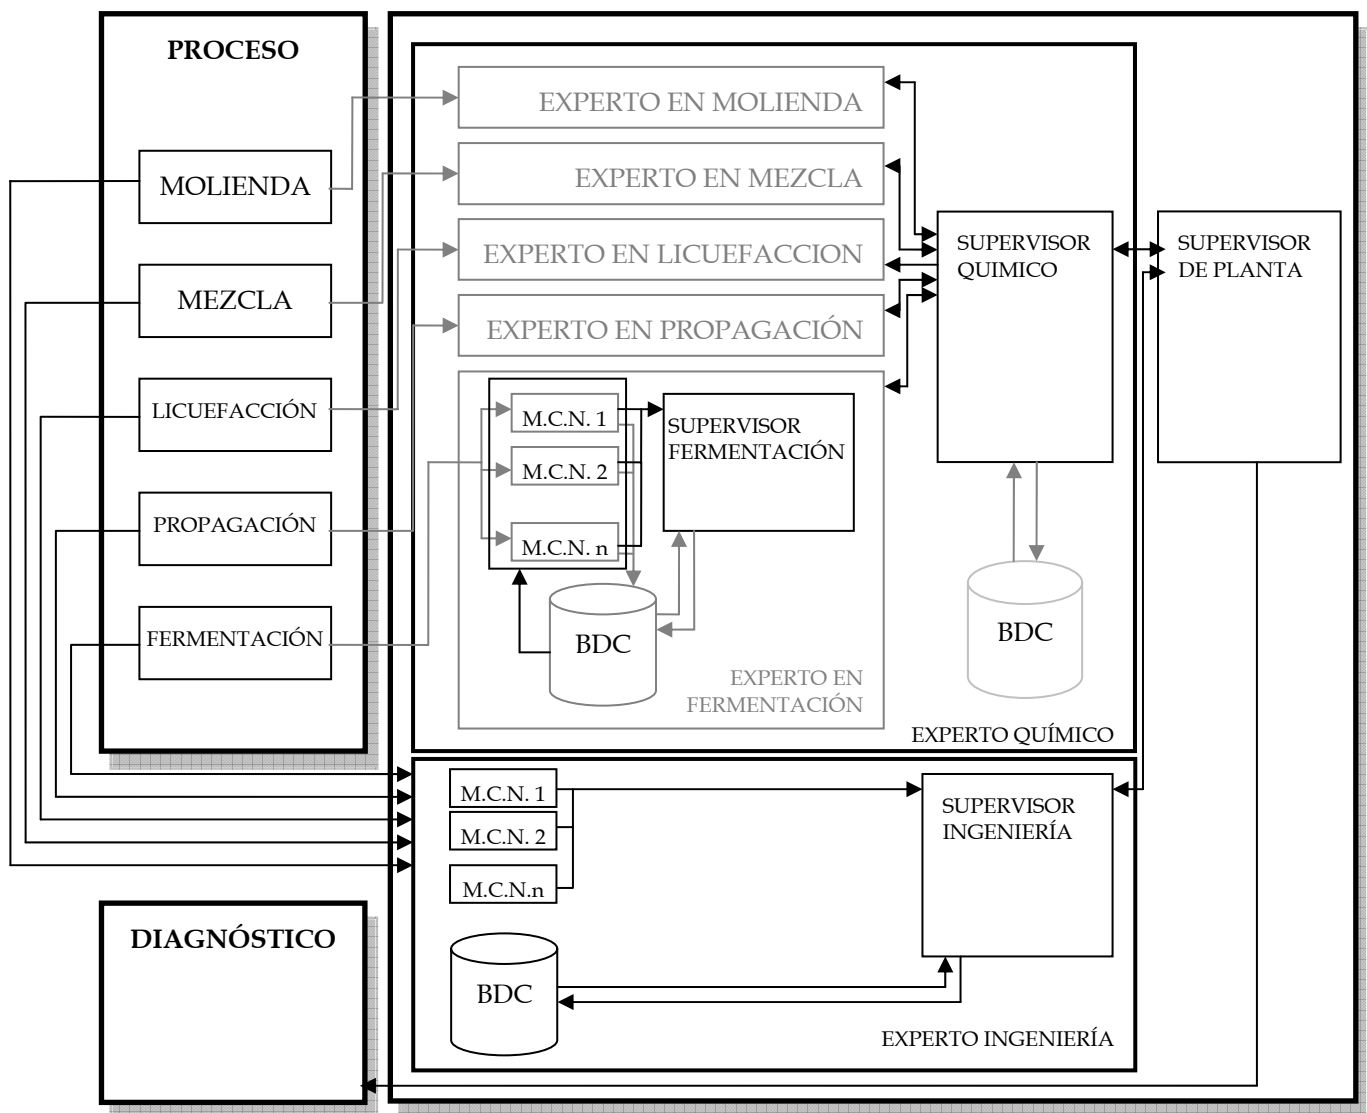 PROCESO
MOLIENDA
MEZCLA
LICUEFACCIÓN
PROPAGACIÓN
FERMENTACIÓN
EXPERTO EN MOLIENDA
EXPERTO EN MEZCLA
EXPERTO EN LICUEFACCION
EXPERTO EN PROPAGACIÓN
M.C.N. 1
M.C.N. 2
M.C.N. n
SUPERVISOR
FERMENTACIÓN
BDC
EXPERTO EN
FERMENTACIÓN
SUPERVISOR
QUIMICO
BDC
EXPERTO QUÍMICO
SUPERVISOR
DE PLANTA
M.C.N. 1
M.C.N. 2
M.C.N.n
BDC
SUPERVISOR
INGENIERÍA
EXPERTO INGENIERÍA
DIAGNÓSTICO